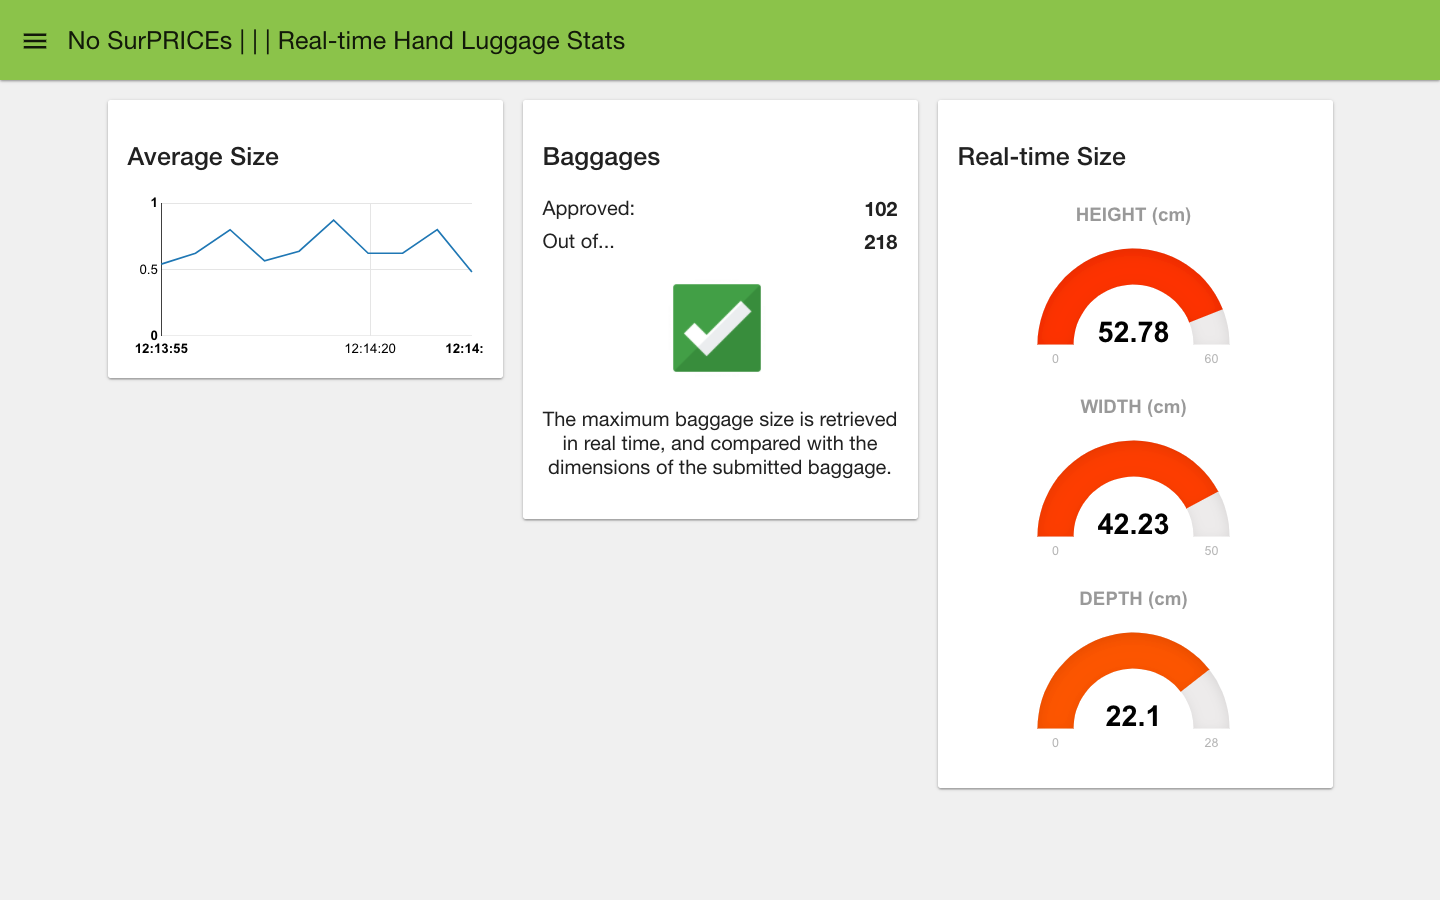 No SurPRICEs | | | Real-time Hand Luggage Stats
Average Size
1
0.5
0
12:13:55 12:14:20 12:14:
Baggages
Approved: 102
Out of... 218
The maximum baggage size is retrieved
in real time, and compared with the
dimensions of the submitted baggage.
Real-time Size
HEIGHT (cm)
52.78
0 60
WIDTH (cm)
42.23
0 50
DEPTH (cm)
22.1
0 28